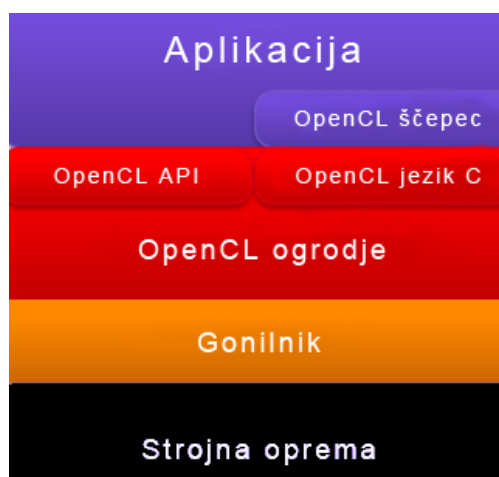 Aplikacija
OpenCL ščepec
OpenCL API
OpenCL jezik C
OpenCL ogrodje
Gonilnik
Strojna oprema